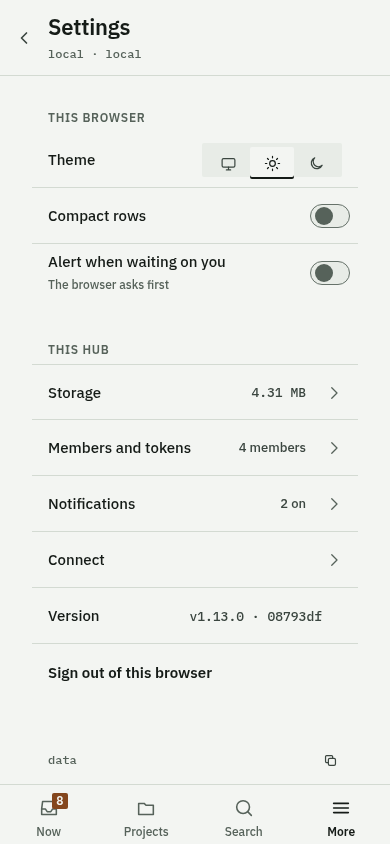 Settings
local · local
THIS BROWSER
Theme
Compact rows
Alert when waiting on you
The browser asks first
THIS HUB
Storage 4.31 MB
Members and tokens 4 members
Notifications 2 on
Connect
Version v1.13.0 · 08793df
Sign out of this browser
data
8
Now Projects Search More